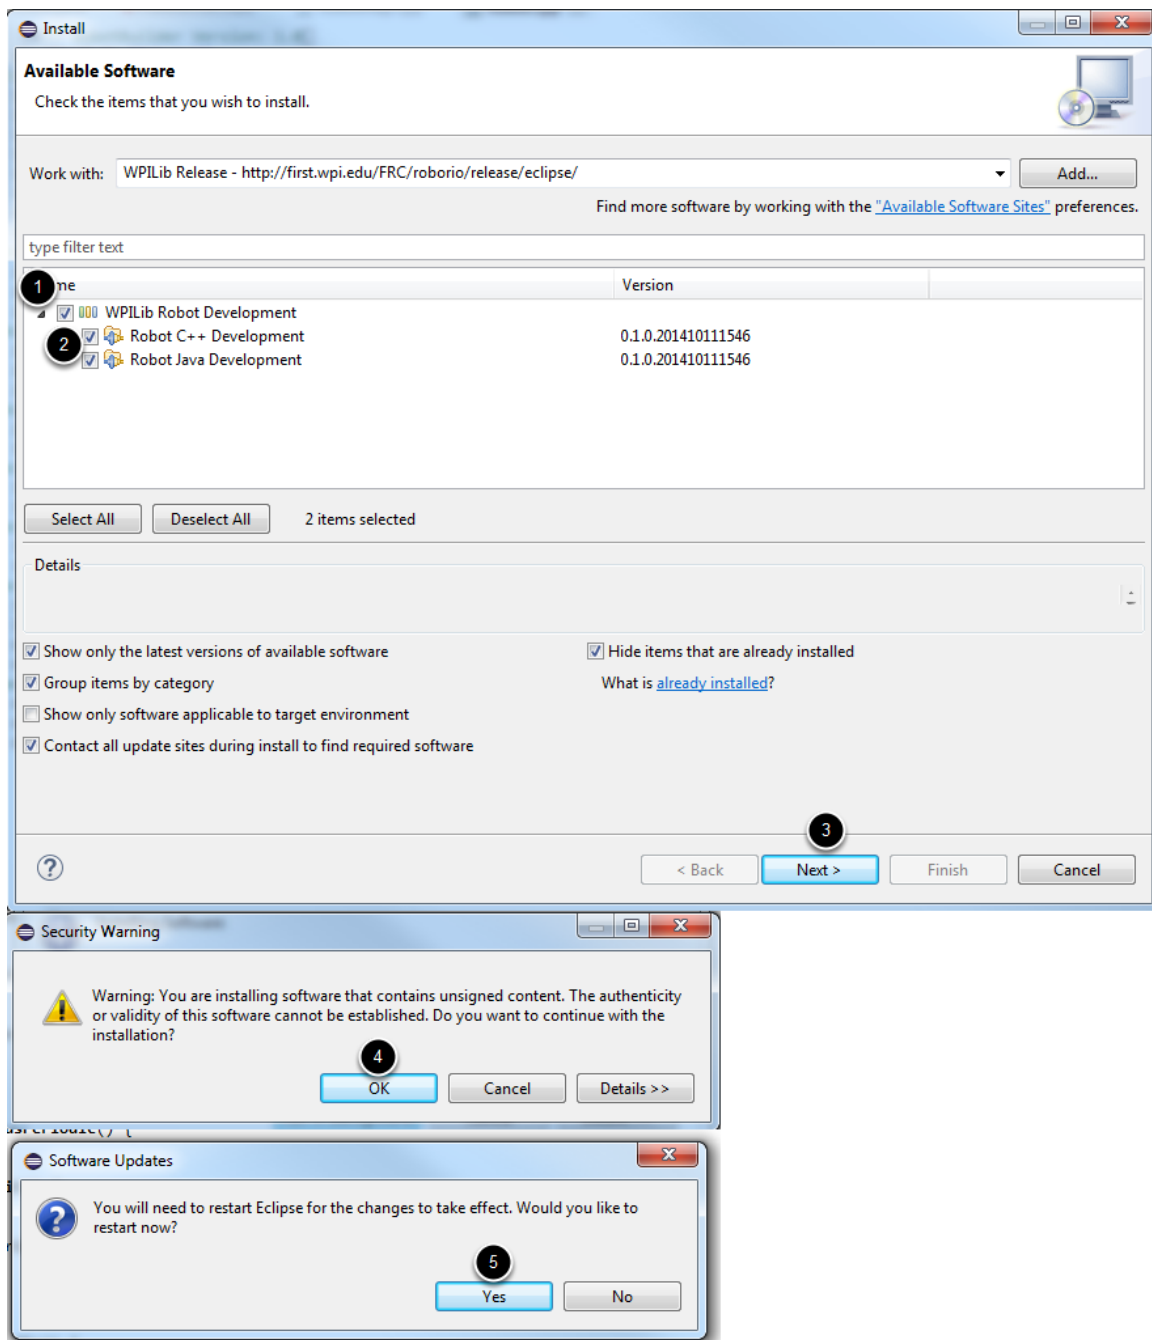 Install
Available Software
Check the items that you wish to install.
Work with: WPILib Release - http://first.wpi.edu/FRC/roborio/release/eclipse/ Add...
Find more software by working with the "Available Software Sites" preferences.
type filter text
1 me Version
WPILib Robot Development
2 Robot C++ Development 0.1.0.201410111546
Robot Java Development 0.1.0.201410111546
Select All Deselect All 2 items selected
Details
Show only the latest versions of available software Hide items that are already installed
Group items by category What is already installed?
Show only software applicable to target environment
Contact all update sites during install to find required software
3
? < Back Next > Finish Cancel
Security Warning
Warning: You are installing software that contains unsigned content. The authenticity
or validity of this software cannot be established. Do you want to continue with the
installation?
4
OK Cancel Details >>
Software Updates
You will need to restart Eclipse for the changes to take effect. Would you like to
restart now?
5
Yes No